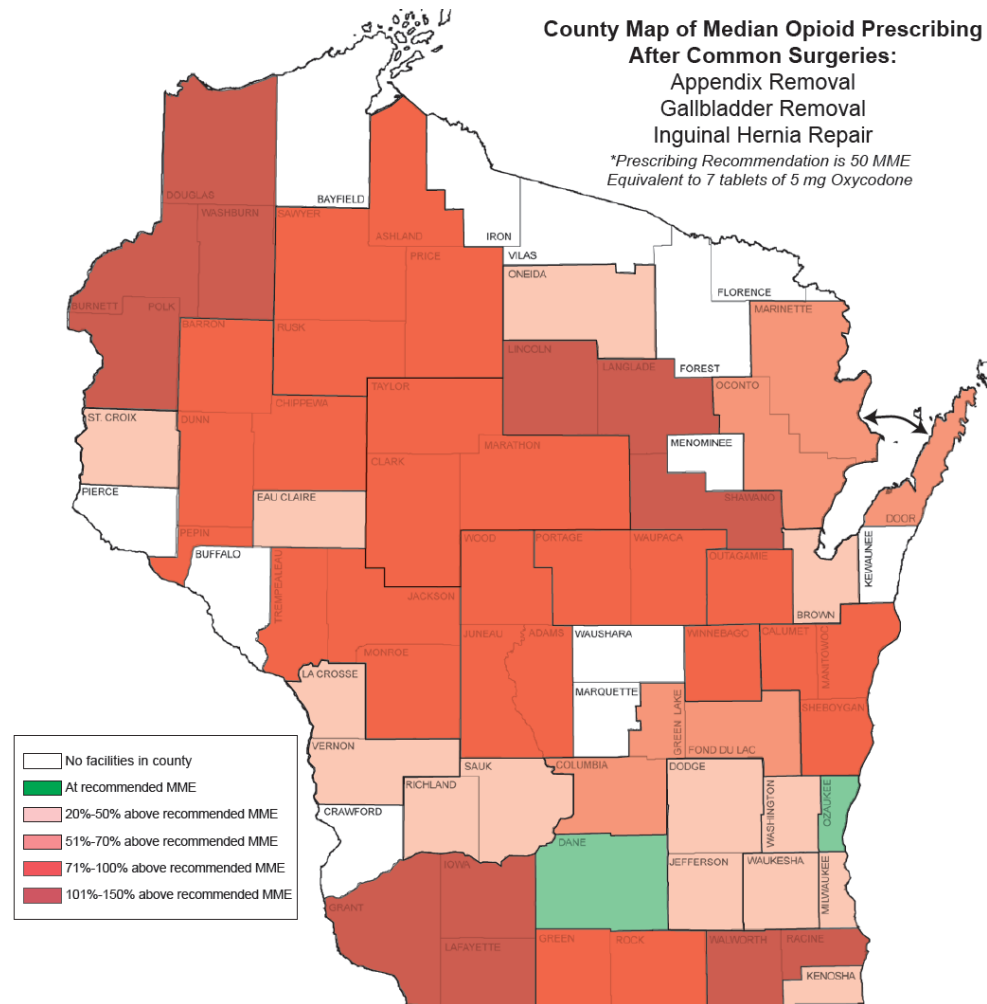 County Map of Median Opioid Prescribing
After Common Surgeries:
Appendix Removal
Gallbladder Removal
Inguinal Hernia Repair
*Prescribing Recommendation is 50 MME
Equivalent to 7 tablets of 5 mg Oxycodone
DOUGLAS
BAYFIELD
WASHBURN
SAWYER
ASHLAND
IRON
PRICE
VILAS
ONEIDA
FLORENCE
MARINETTE
BURNETT
POLK
BARRON
RUSK
LINCOLN
LANGLADE
FOREST
TAYLOR
OCONTO
CHIPPEWA
ST. CROIX
DUNN
MARATHON
MENOMINEE
CLARK
PIERCE
EAU CLAIRE
SHAWANO
DOOR
PEPIN
BUFFALO
WOOD
PORTAGE
WAUPACA
OUTAGAMIE
KEWAUNEE
TREMPEALEAU
JACKSON
BROWN
JUNEAU
ADAMS
WAUSHARA
WINNEBAGO
CALUMET
MANITOWOC
MONROE
LA CROSSE
MARQUETTE
GREEN LAKE
SHEBOYGAN
VERNON
FOND DU LAC
SAUK
COLUMBIA
DODGE
RICHLAND
WASHINGTON
OZAUKEE
CRAWFORD
DANE
IOWA
JEFFERSON
WAUKESHA
MILWAUKEE
GRANT
LAFAYETTE
GREEN
ROCK
WALWORTH
RACINE
KENOSHA
No facilities in county
At recommended MME
20%-50% above recommended MME
51%-70% above recommended MME
71%-100% above recommended MME
101%-150% above recommended MME